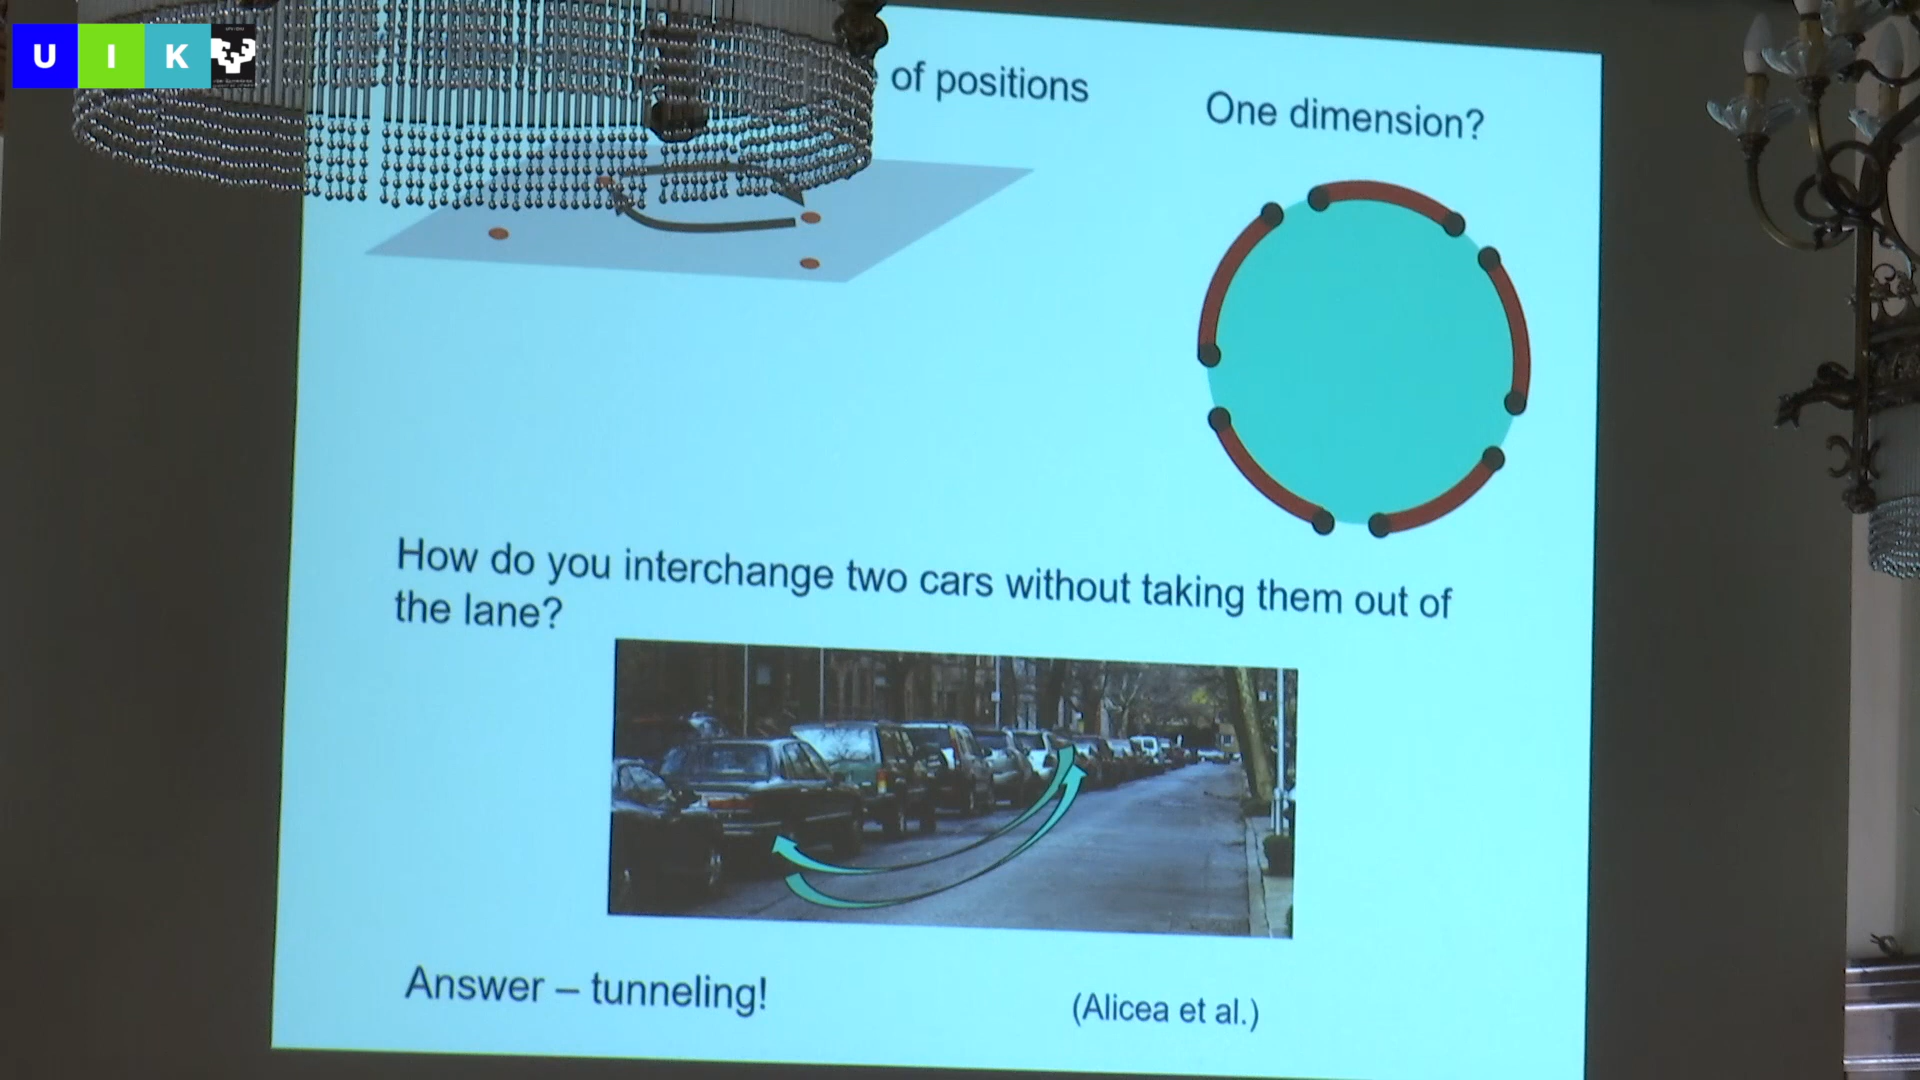 U I K
of positions
One dimension?
How do you interchange two cars without taking them out of
the lane?
Answer – tunneling!
(Alicea et al.)